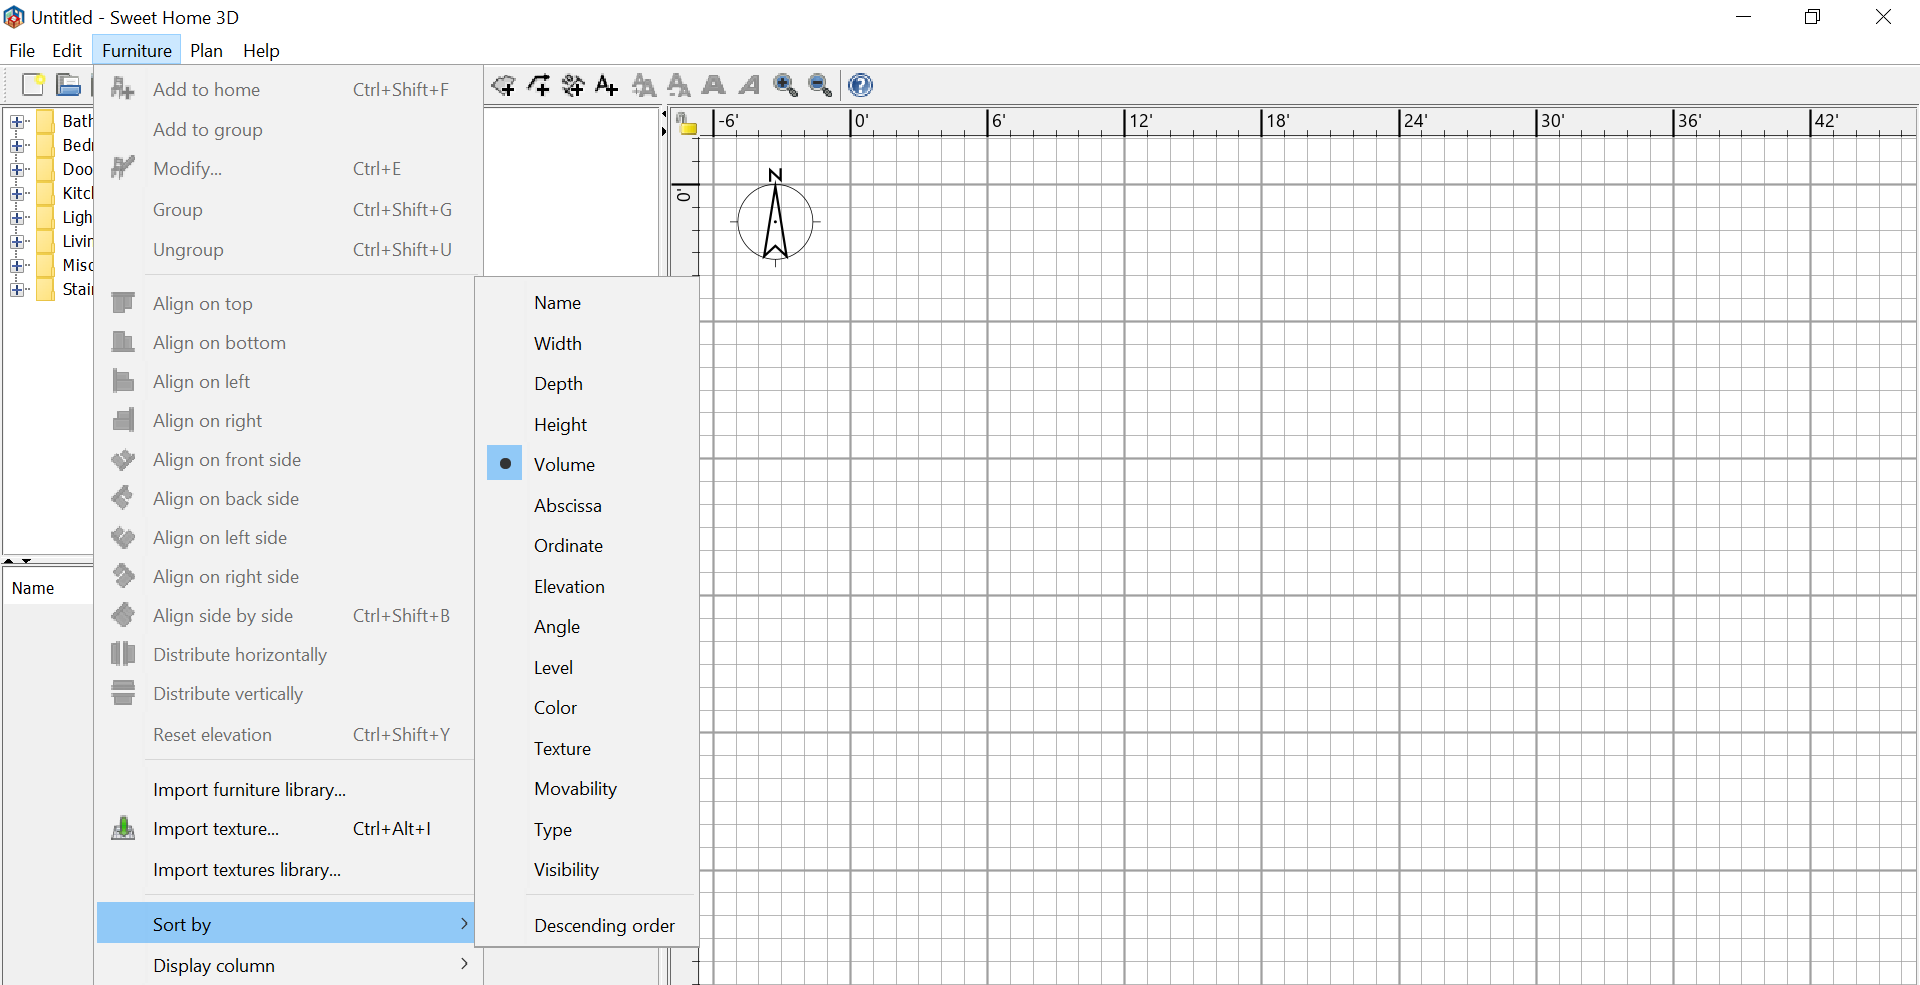 Untitled - Sweet Home 3D
File Edit Furniture Plan Help
Add to home Ctrl+Shift+F
Add to group
Modify... Ctrl+E
Group Ctrl+Shift+G
Ungroup Ctrl+Shift+U
Align on top
Align on bottom
Align on left
Align on right
Align on front side
Align on back side
Align on left side
Align on right side
Align side by side Ctrl+Shift+B
Distribute horizontally
Distribute vertically
Reset elevation Ctrl+Shift+Y
Import furniture library...
Import texture... Ctrl+Alt+I
Import textures library...
Sort by
Display column
Name
Width
Depth
Height
Volume
Abscissa
Ordinate
Elevation
Angle
Level
Color
Texture
Movability
Type
Visibility
Descending order
Bath
Bedr
Doo
Kitc
Ligh
Livin
Misc
Stair
Name
-6' 0' 6' 12' 18' 24' 30' 36' 42'
0'
N